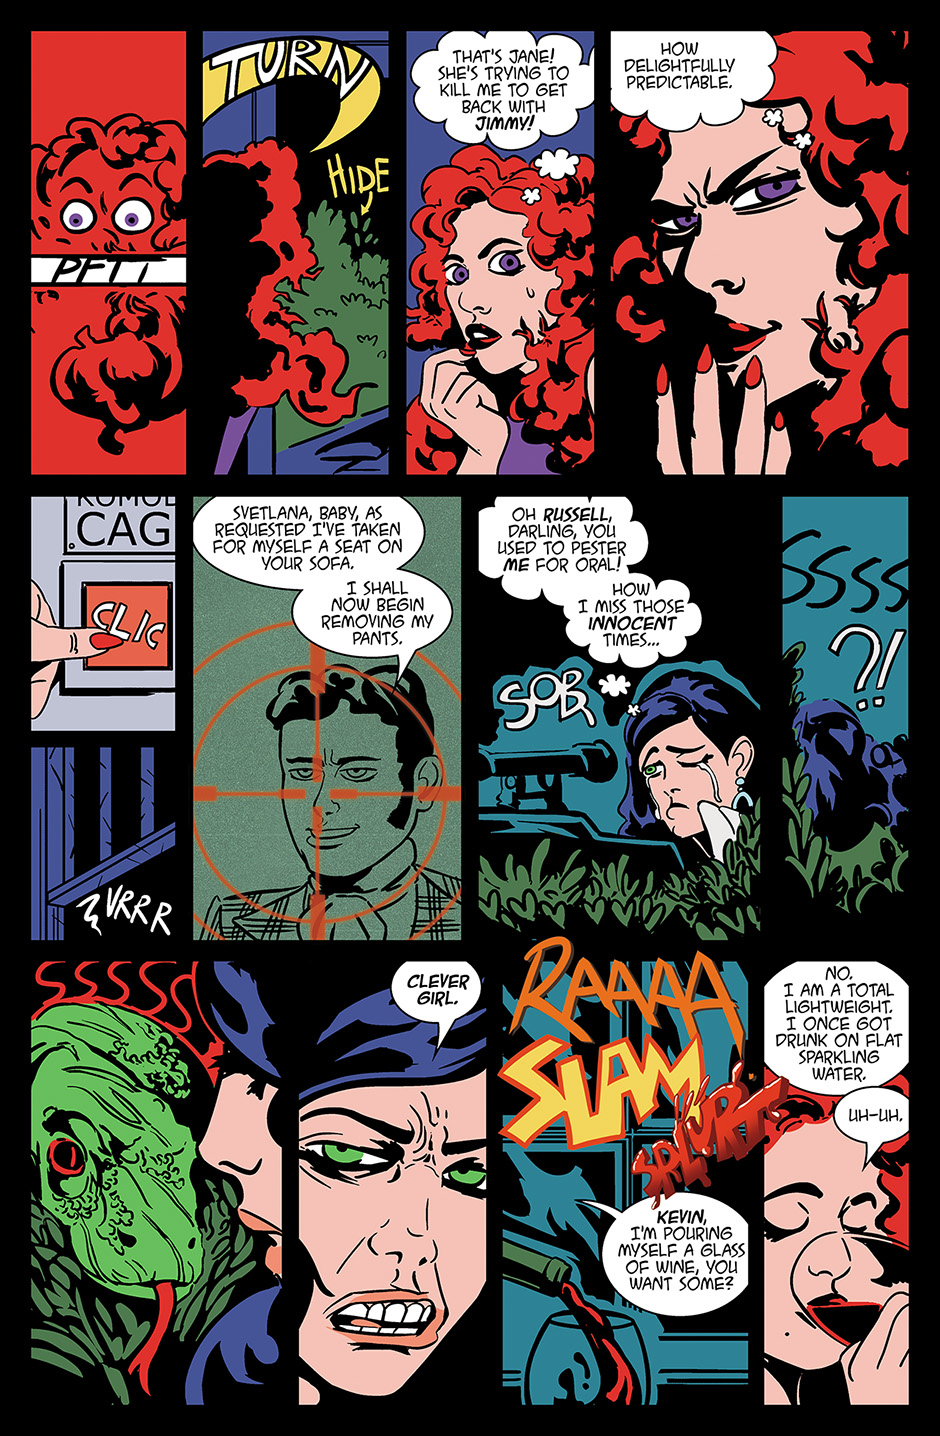 PFTT
TURN
HIDE
THAT'S JANE!
SHE'S TRYING TO
KILL ME TO GET
BACK WITH
JIMMY!
HOW
DELIGHTFULLY
PREDICTABLE.
CAG
CLIC
VRRR
SVETLANA, BABY, AS
REQUESTED I'VE TAKEN
FOR MYSELF A SEAT ON
YOUR SOFA.
I SHALL
NOW BEGIN
REMOVING MY
PANTS.
OH RUSSELL,
DARLING, YOU
USED TO PESTER
ME FOR ORAL!
HOW
I MISS THOSE
INNOCENT
TIMES...
SOB
SSSS
?!
SSSSS
CLEVER
GIRL.
RAAAA
SLAM
SPLURT
KEVIN,
I'M POURING
MYSELF A GLASS
OF WINE, YOU
WANT SOME?
NO.
I AM A TOTAL
LIGHTWEIGHT.
I ONCE GOT
DRUNK ON FLAT
SPARKLING
WATER.
UH-UH.